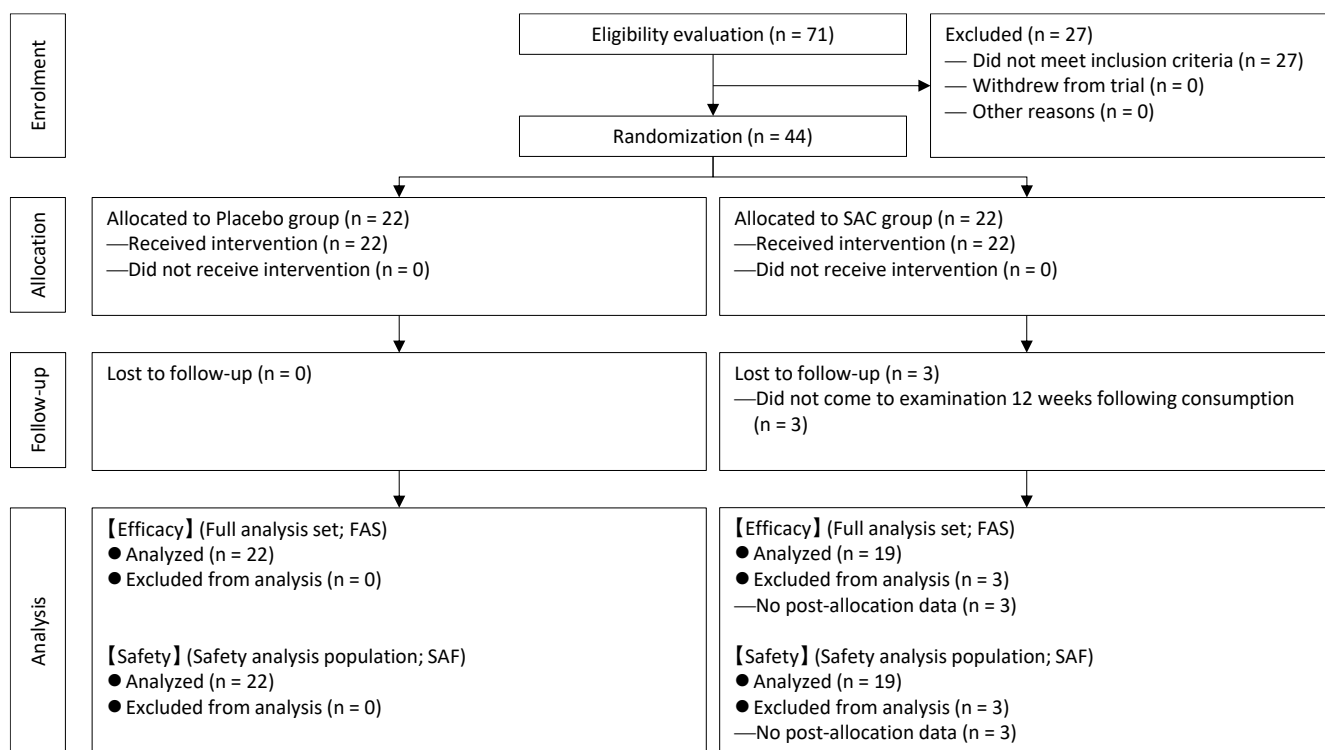 Enrolment
Eligibility evaluation (n = 71)
Excluded (n = 27)
— Did not meet inclusion criteria (n = 27)
— Withdrew from trial (n = 0)
— Other reasons (n = 0)
Randomization (n = 44)
Allocation
Allocated to Placebo group (n = 22)
—Received intervention (n = 22)
—Did not receive intervention (n = 0)
Allocated to SAC group (n = 22)
—Received intervention (n = 22)
—Did not receive intervention (n = 0)
Follow-up
Lost to follow-up (n = 0)
Lost to follow-up (n = 3)
—Did not come to examination 12 weeks following consumption
(n = 3)
Analysis
【Efficacy】(Full analysis set; FAS)
● Analyzed (n = 22)
● Excluded from analysis (n = 0)
【Safety】(Safety analysis population; SAF)
● Analyzed (n = 22)
● Excluded from analysis (n = 0)
【Efficacy】(Full analysis set; FAS)
● Analyzed (n = 19)
● Excluded from analysis (n = 3)
—No post-allocation data (n = 3)
【Safety】(Safety analysis population; SAF)
● Analyzed (n = 19)
● Excluded from analysis (n = 3)
—No post-allocation data (n = 3)